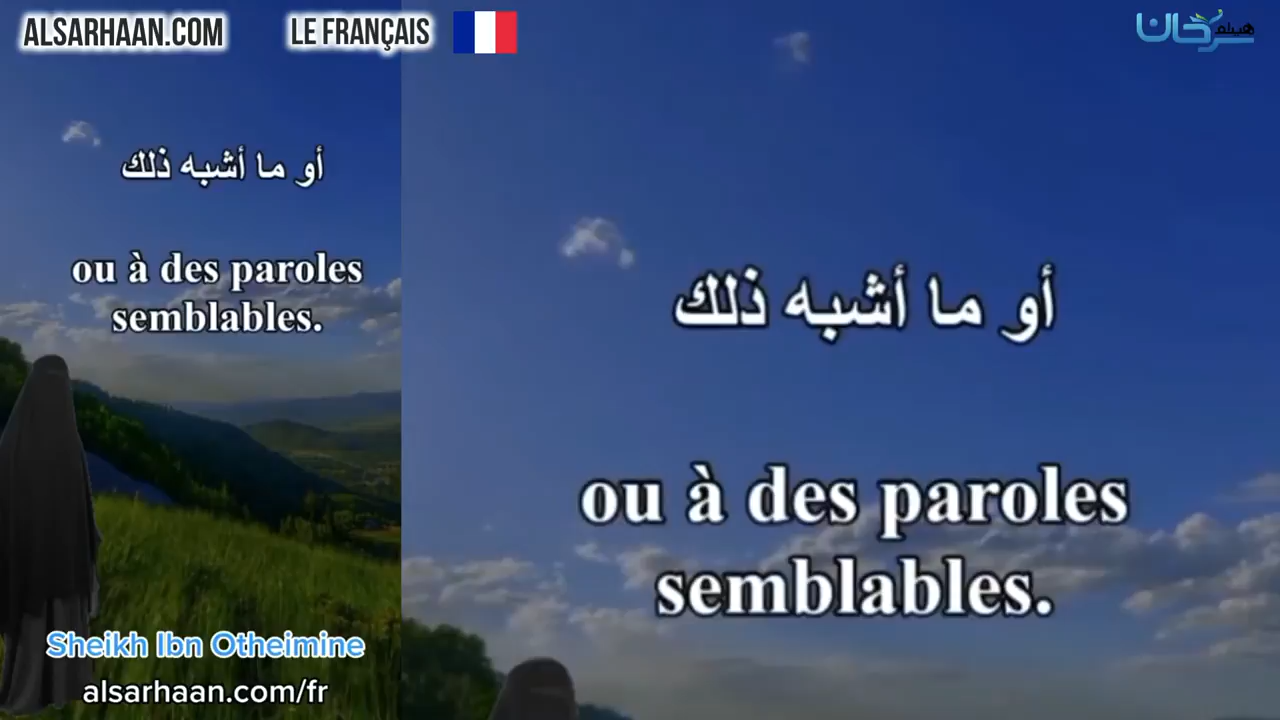 ALSARHAAN.COM
LE FRANÇAIS
هيثم سرحان
أو ما أشبه ذلك
ou à des paroles
semblables.
Sheikh Ibn Otheimine
alsarhaan.com/fr
أو ما أشبه ذلك
ou à des paroles
semblables.